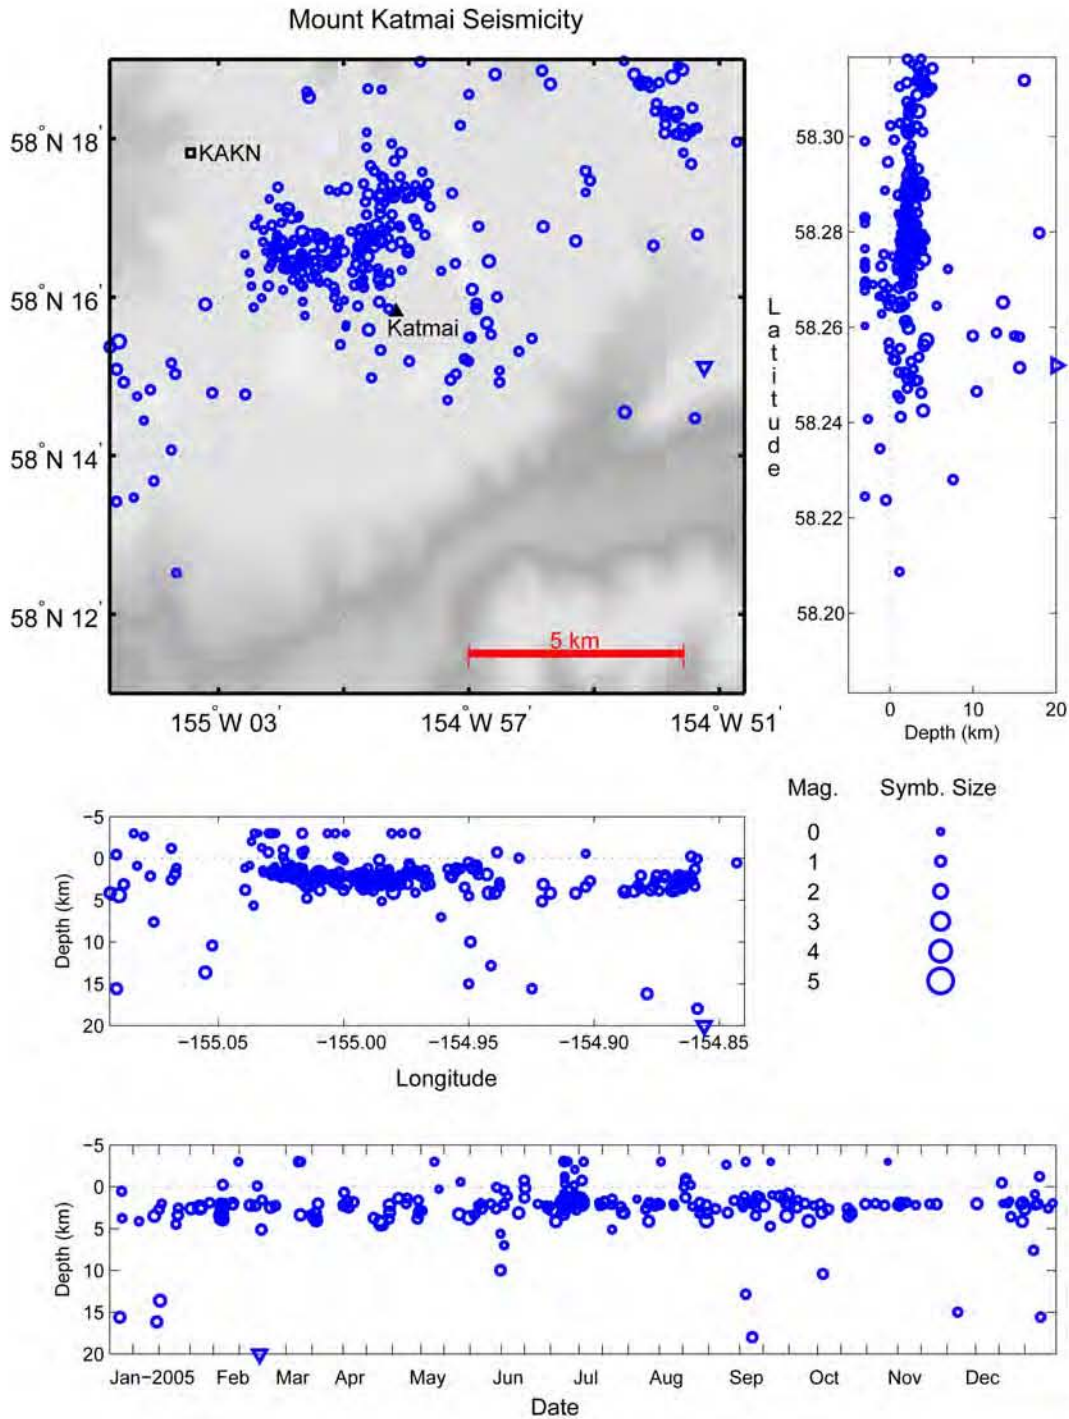 Mount Katmai Seismicity
58°N 18'
58°N 16'
58°N 14'
58°N 12'
KAKN
Katmai
5 km
155°W 03'
154°W 57'
154°W 51'
Latitude
58.30
58.28
58.26
58.24
58.22
58.20
0 10 20
Depth (km)
−5
0
5
10
15
20
Depth (km)
−155.05 −155.00 −154.95 −154.90 −154.85
Longitude
Mag. Symb. Size
0
1
2
3
4
5
−5
0
5
10
15
20
Depth (km)
Jan−2005 Feb Mar Apr May Jun Jul Aug Sep Oct Nov Dec
Date